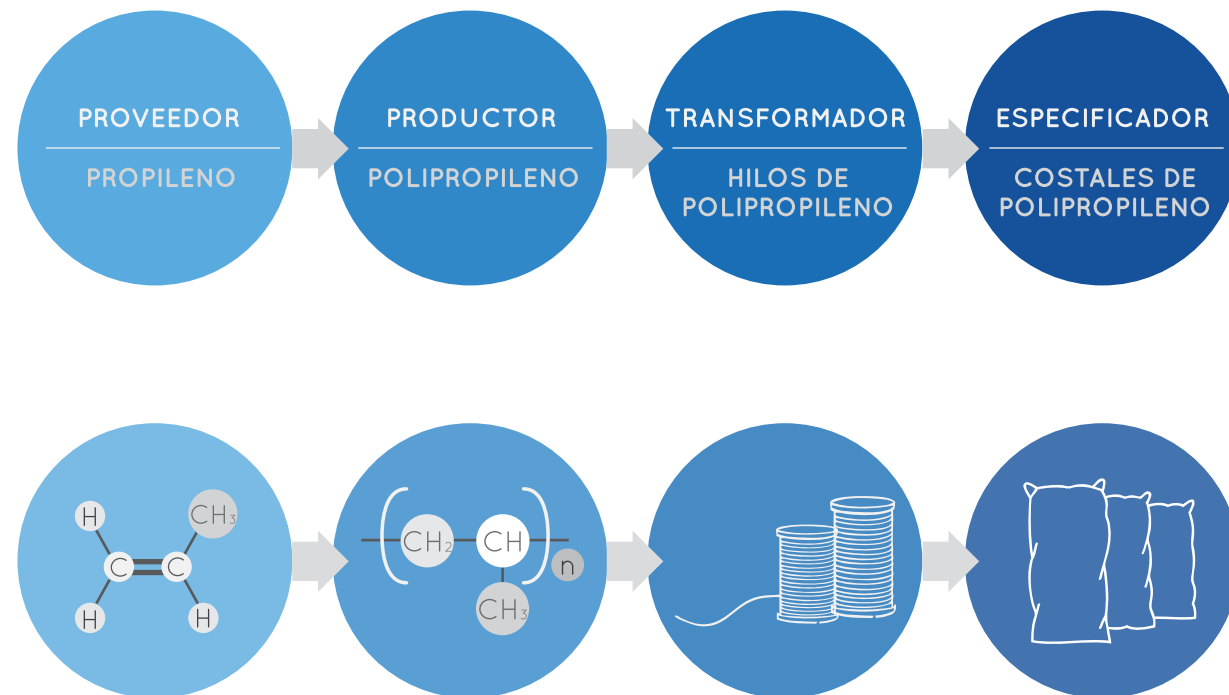 PROVEEDOR
PROPILENO
PRODUCTOR
POLIPROPILENO
TRANSFORMADOR
HILOS DE
POLIPROPILENO
ESPECIFICADOR
COSTALES DE
POLIPROPILENO
H
CH₃
C
C
H
H
CH₂
CH
n
CH₃